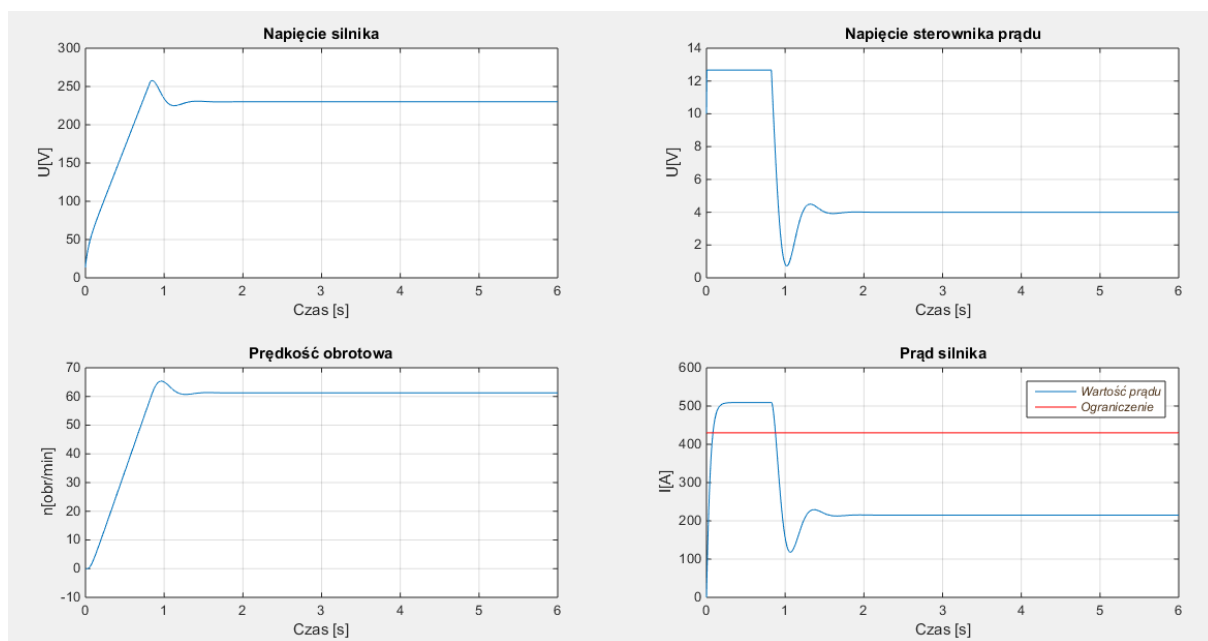 Napięcie silnika
300
250
200
150
100
50
0
U[V]
0 1 2 3 4 5 6
Czas [s]
Napięcie sterownika prądu
14
12
10
8
6
4
2
0
U[V]
0 1 2 3 4 5 6
Czas [s]
Prędkość obrotowa
70
60
50
40
30
20
10
0
-10
n[obr/min]
0 1 2 3 4 5 6
Czas [s]
Prąd silnika
600
500
400
300
200
100
0
I[A]
Wartość prądu
Ograniczenie
0 1 2 3 4 5 6
Czas [s]